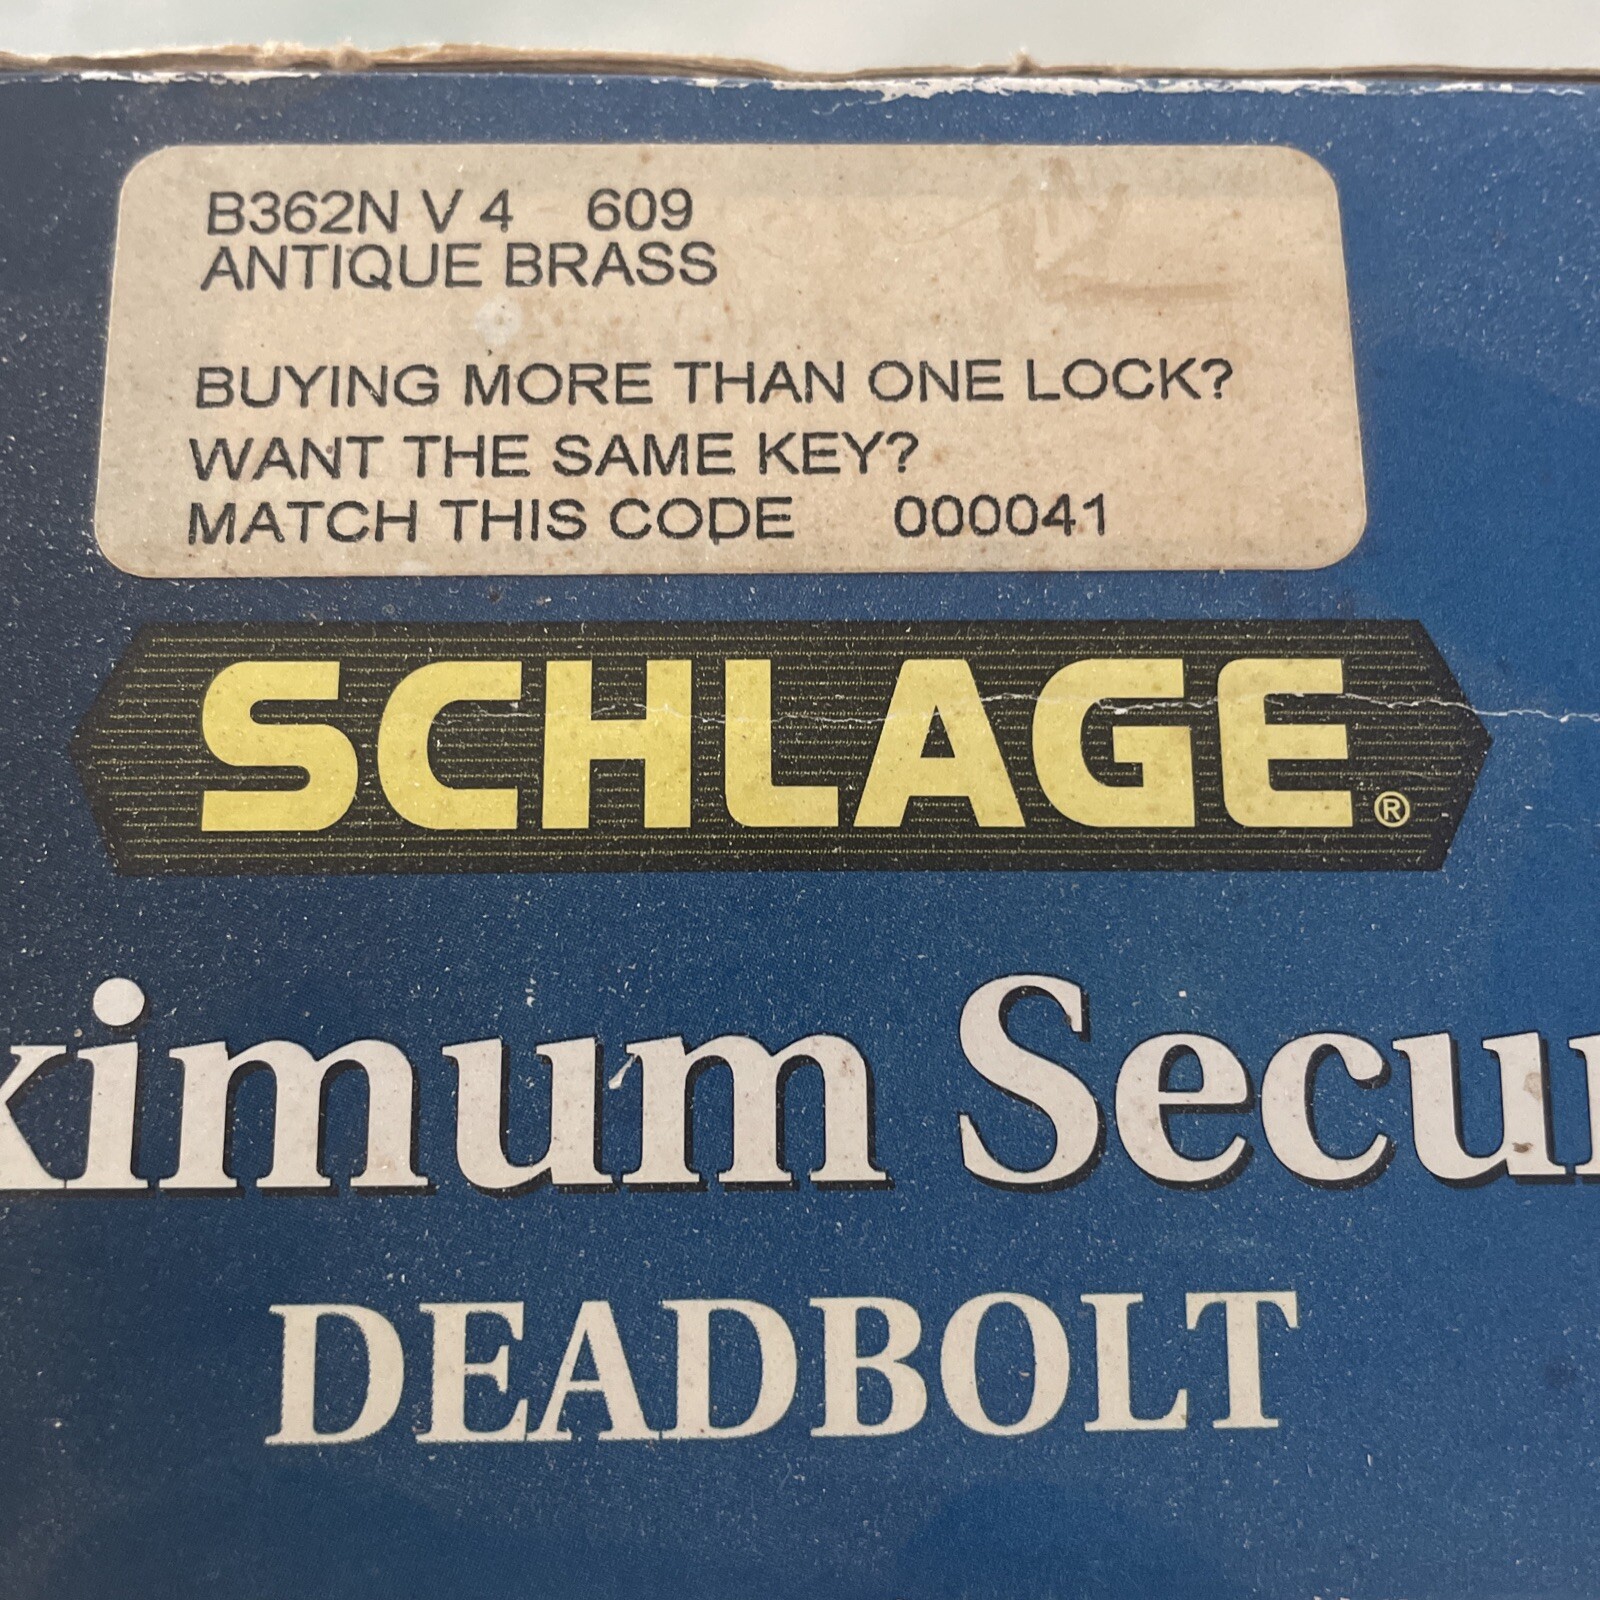 B362N V 4 609
ANTIQUE BRASS
BUYING MORE THAN ONE LOCK?
WANT THE SAME KEY?
MATCH THIS CODE 000041
SCHLAGE®
ximum Secur
DEADBOLT